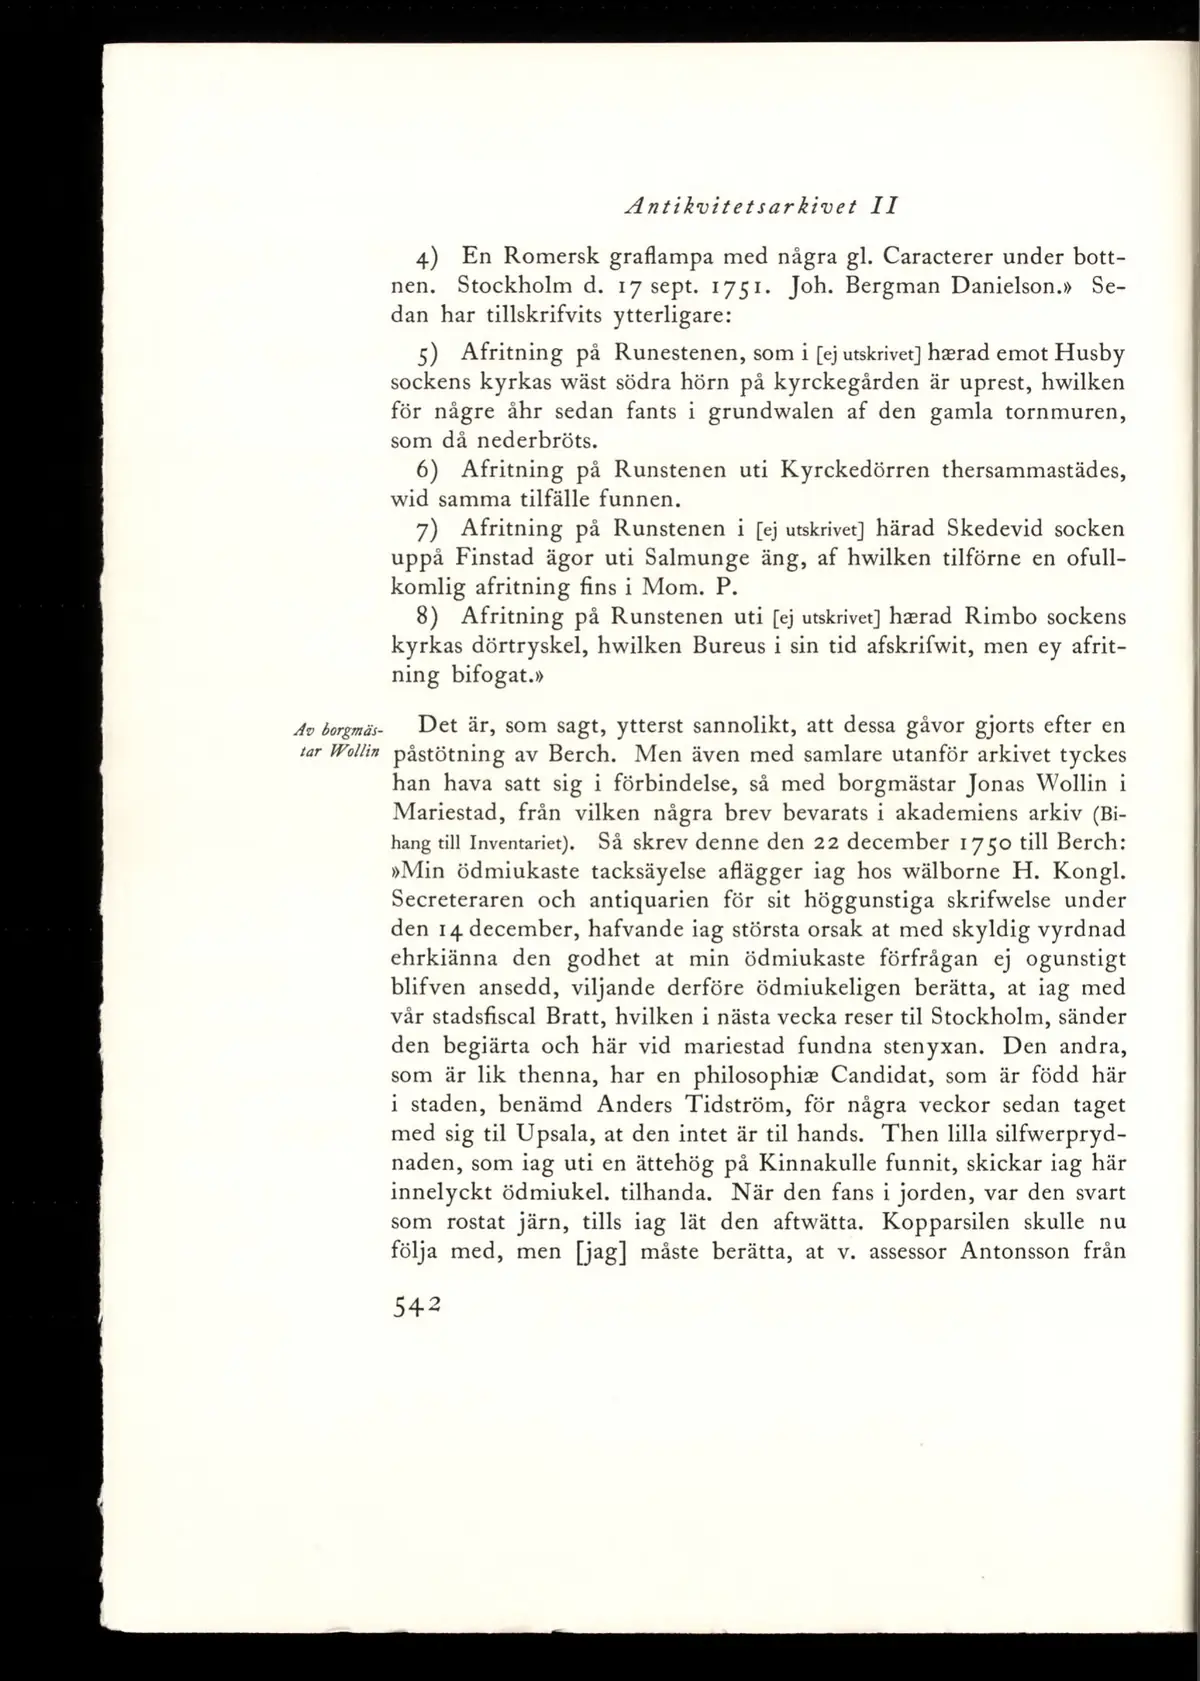 Antikvitetsarkivet II
4) En Romersk graflampa med några gl. Caracterer under bott-
nen. Stockholm d. 17 sept. 1751. Joh. Bergman Danielson.» Se-
dan har tillskrifvits ytterligare:
5) Afritning på Runestenen, som i [ej utskrivet] hærad emot Husby
sockens kyrkas wäst södra hörn på kyrckegården är uprest, hwilken
för någre åhr sedan fants i grundwalen af den gamla tornmuren,
som då nederbröts.
6) Afritning på Runstenen uti Kyrckedörren thersammastädes,
wid samma tilfälle funnen.
7) Afritning på Runstenen i [ej utskrivet] härad Skedevid socken
uppå Finstad ägor uti Salmunge äng, af hwilken tilförne en ofull-
komlig afritning fins i Mom. P.
8) Afritning på Runstenen uti [ej utskrivet] hærad Rimbo sockens
kyrkas dörtryskel, hwilken Bureus i sin tid afskrifwit, men ey afrit-
ning bifogat.»
Av borgmäs-
tar Wollin
Det är, som sagt, ytterst sannolikt, att dessa gåvor gjorts efter en
påstötning av Berch. Men även med samlare utanför arkivet tyckes
han hava satt sig i förbindelse, så med borgmästar Jonas Wollin i
Mariestad, från vilken några brev bevarats i akademiens arkiv (Bi-
hang till Inventariet). Så skrev denne den 22 december 1750 till Berch:
»Min ödmiukaste tacksäyelse aflägger iag hos wälborne H. Kongl.
Secreteraren och antiquarien för sit höggunstiga skrifwelse under
den 14 december, hafvande iag största orsak at med skyldig vyrdnad
ehrkiänna den godhet at min ödmiukaste förfrågan ej ogunstigt
blifven ansedd, viljande derföre ödmiukeligen berätta, at iag med
vår stadsfiscal Bratt, hvilken i nästa vecka reser til Stockholm, sänder
den begiärta och här vid mariestad fundna stenyxan. Den andra,
som är lik thenna, har en philosophiæ Candidat, som är född här
i staden, benämd Anders Tidström, för några veckor sedan taget
med sig til Upsala, at den intet är til hands. Then lilla silfwerpryd-
naden, som iag uti en ättehög på Kinnakulle funnit, skickar iag här
innelyckt ödmiukel. tilhanda. När den fans i jorden, var den svart
som rostat järn, tills iag lät den aftwätta. Kopparsilen skulle nu
följa med, men [jag] måste berätta, at v. assessor Antonsson från
542